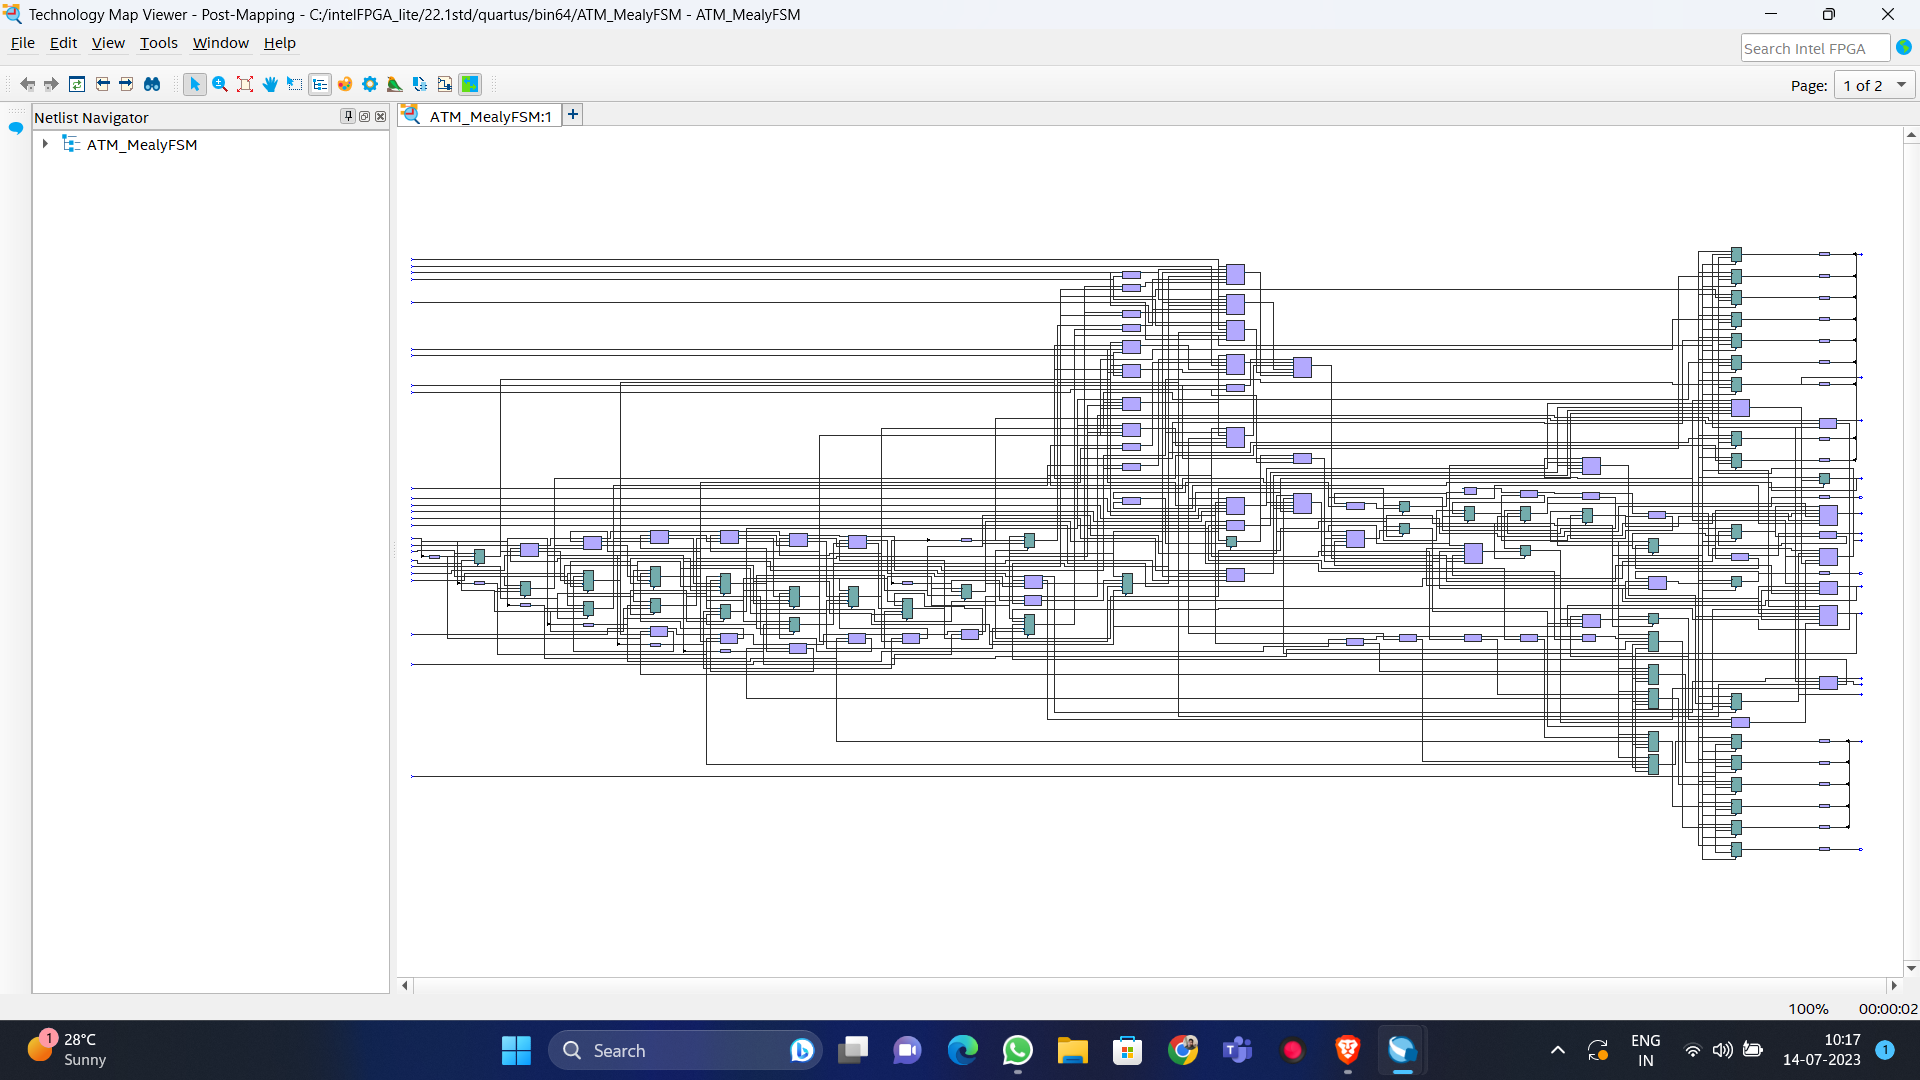 Technology Map Viewer - Post-Mapping - C:/intelFPGA_lite/22.1std/quartus/bin64/ATM_MealyFSM - ATM_MealyFSM
File Edit View Tools Window Help
Search Intel FPGA
Page: 1 of 2
Netlist Navigator
ATM_MealyFSM:1
ATM_MealyFSM
100% 00:00:02
1
28°C
Sunny
Search
ENG
IN
10:17
14-07-2023
1